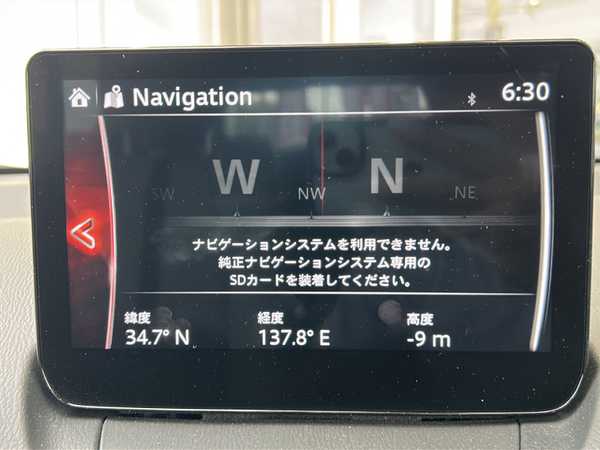 Navigation
6:30
SW W NW N NE
ナビゲーションシステムを利用できません。
純正ナビゲーションシステム専用の
SDカードを装着してください。
緯度 経度 高度
34.7° N 137.8° E -9 m